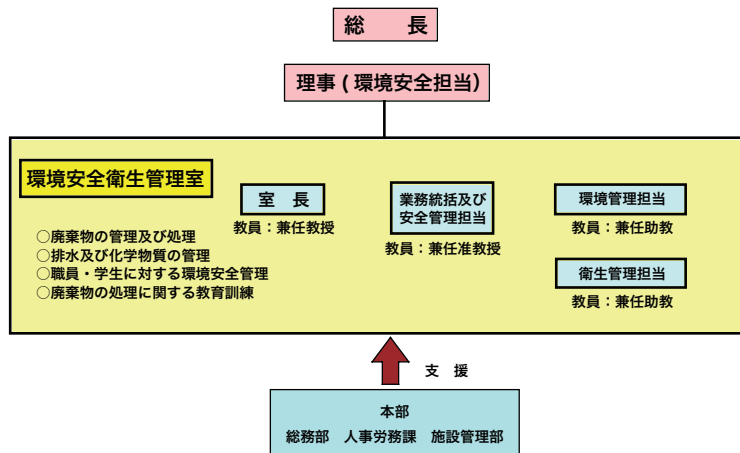 総　長
理事 ( 環境安全担当）
環境安全衛生管理室
○廃棄物の管理及び処理
○排水及び化学物質の管理
○職員・学生に対する環境安全管理
○廃棄物の処理に関する教育訓練
室　長
教員：兼任教授
業務統括及び
安全管理担当
教員：兼任准教授
環境管理担当
教員：兼任助教
衛生管理担当
教員：兼任助教
支　援
本部
総務部　人事労務課　施設管理部